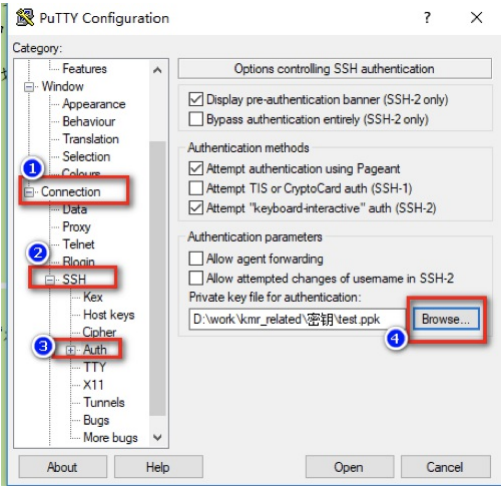 PuTTY Configuration
?
Category:
Features
Window
Appearance
Behaviour
Translation
Selection
Colours
1
Connection
Data
Proxy
Telnet
2
Rlogin
SSH
Kex
Host keys
Cipher
3
Auth
TTY
X11
Tunnels
Bugs
More bugs
Options controlling SSH authentication
Display pre-authentication banner (SSH-2 only)
Bypass authentication entirely (SSH-2 only)
Authentication methods
Attempt authentication using Pageant
Attempt TIS or CryptoCard auth (SSH-1)
Attempt "keyboard-interactive" auth (SSH-2)
Authentication parameters
Allow agent forwarding
Allow attempted changes of username in SSH-2
Private key file for authentication:
D:\work\kmr_related\密钥\test.ppk
Browse...
4
About
Help
Open
Cancel